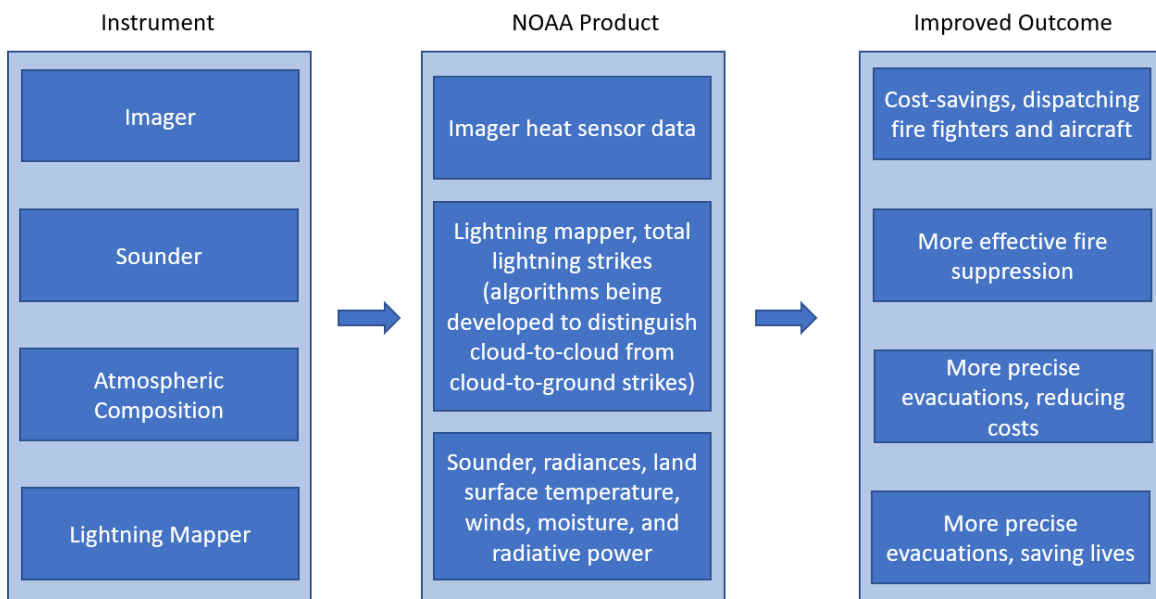 Instrument
NOAA Product
Improved Outcome
Imager
Sounder
Atmospheric
Composition
Lightning Mapper
Imager heat sensor data
Lightning mapper, total
lightning strikes
(algorithms being
developed to distinguish
cloud-to-cloud from
cloud-to-ground strikes)
Sounder, radiances, land
surface temperature,
winds, moisture, and
radiative power
Cost-savings, dispatching
fire fighters and aircraft
More effective fire
suppression
More precise
evacuations, reducing
costs
More precise
evacuations, saving lives